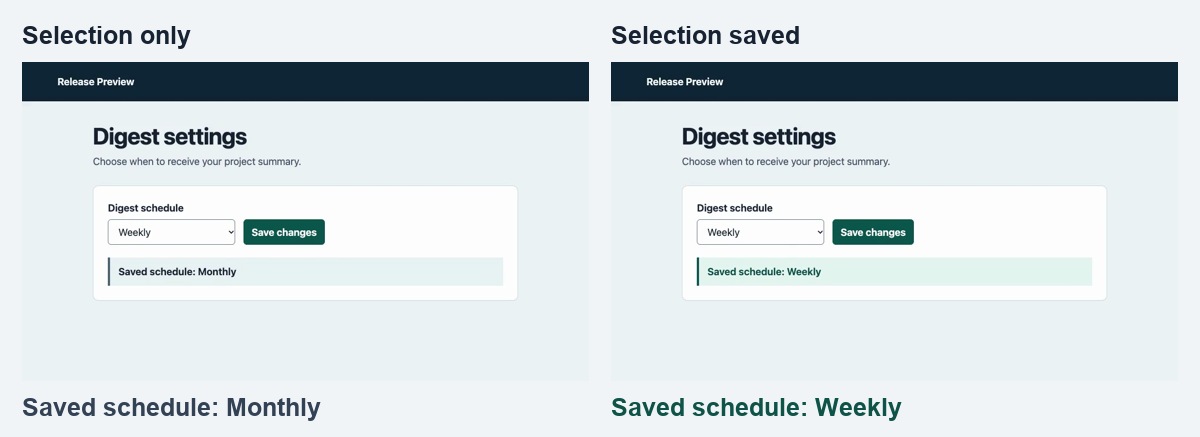 Selection only
Release Preview
Digest settings
Choose when to receive your project summary.
Digest schedule
Weekly
Save changes
Saved schedule: Monthly
Saved schedule: Monthly
Selection saved
Release Preview
Digest settings
Choose when to receive your project summary.
Digest schedule
Weekly
Save changes
Saved schedule: Weekly
Saved schedule: Weekly